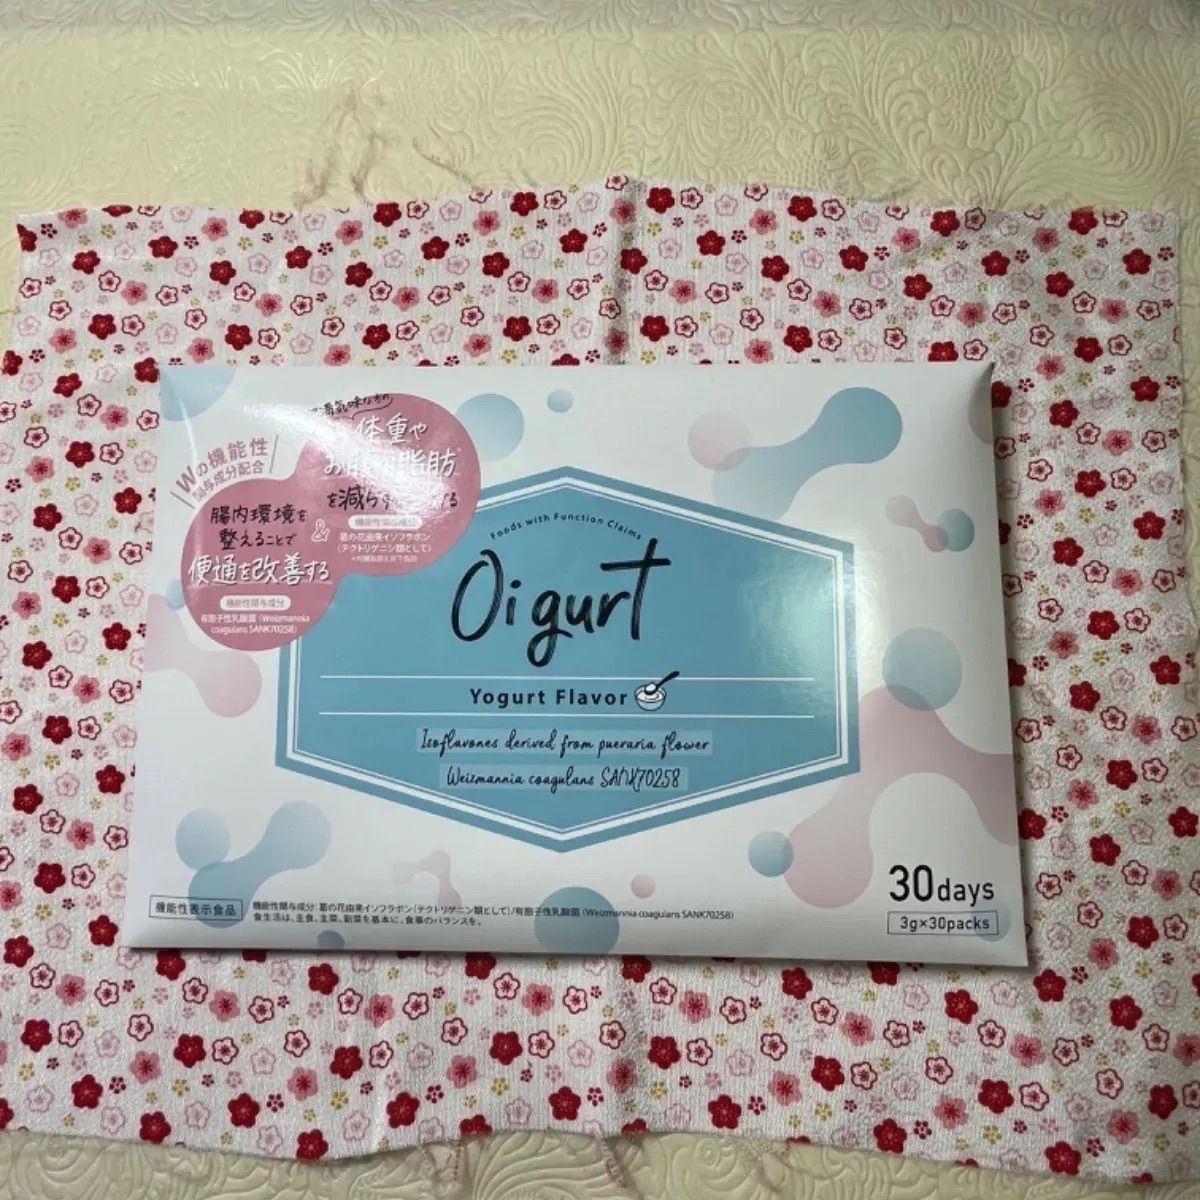 Wの機能性
関与成分配合
体重や
を減らす
機能性関与成分
葛の花由来イソフラボン
(テクトリゲニン類として)
腸内環境を
整えることで
&
便通を改善する
機能性関与成分
有胞子性乳酸菌 (Weizmannia
coagulans SANK70258)
Foods with Function Claims
Oigurt
Yogurt Flavor
Isoflavones derived from pueraria flower
Weizmannia coagulans SANK70258
30days
3g×30packs
機能性表示食品
機能性関与成分:葛の花由来イソフラボン(テクトリゲニン類として)/有胞子性乳酸菌 (Weizmannia coagulans SANK70258)
食生活は、主食、主菜、副菜を基本に、食事のバランスを。